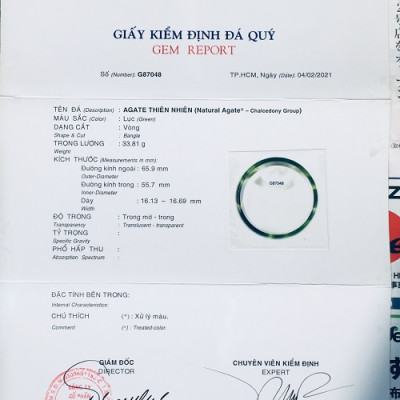 GIẤY KIỂM ĐỊNH ĐÁ QUÝ
GEM REPORT
Số (Number): G87048
TP.HCM, Ngày (Date): 04/02/2021
TÊN ĐÁ (Description) : AGATE THIÊN NHIÊN (Natural Agate* - Chalcedony Group)
MÀU SẮC (Color) : Lục (Green)
DẠNG CẮT : Vòng
Shape & Cut : Bangle
TRỌNG LƯỢNG : 33.81 g
Weight
KÍCH THƯỚC (Measurements in mm) :
Đường kính ngoài : 65.9 mm
Outer-Diameter
Đường kính trong : 55.7 mm
Inner-Diameter
Dày : 16.13 – 16.69 mm
Width
ĐỘ TRONG : Trong mờ - trong
Transparency : Translucent - transparent
TỶ TRỌNG :
Specific Gravity
PHỔ HẤP THU :
Absorption Spectrum :
G87048
ĐẶC TÍNH BÊN TRONG:
Internal Characteristics:
CHÚ THÍCH (*) : Xử lý màu.
Comment (*) : Treated color.
GIÁM ĐỐC
DIRECTOR
CHUYÊN VIÊN KIỂM ĐỊNH
EXPERT